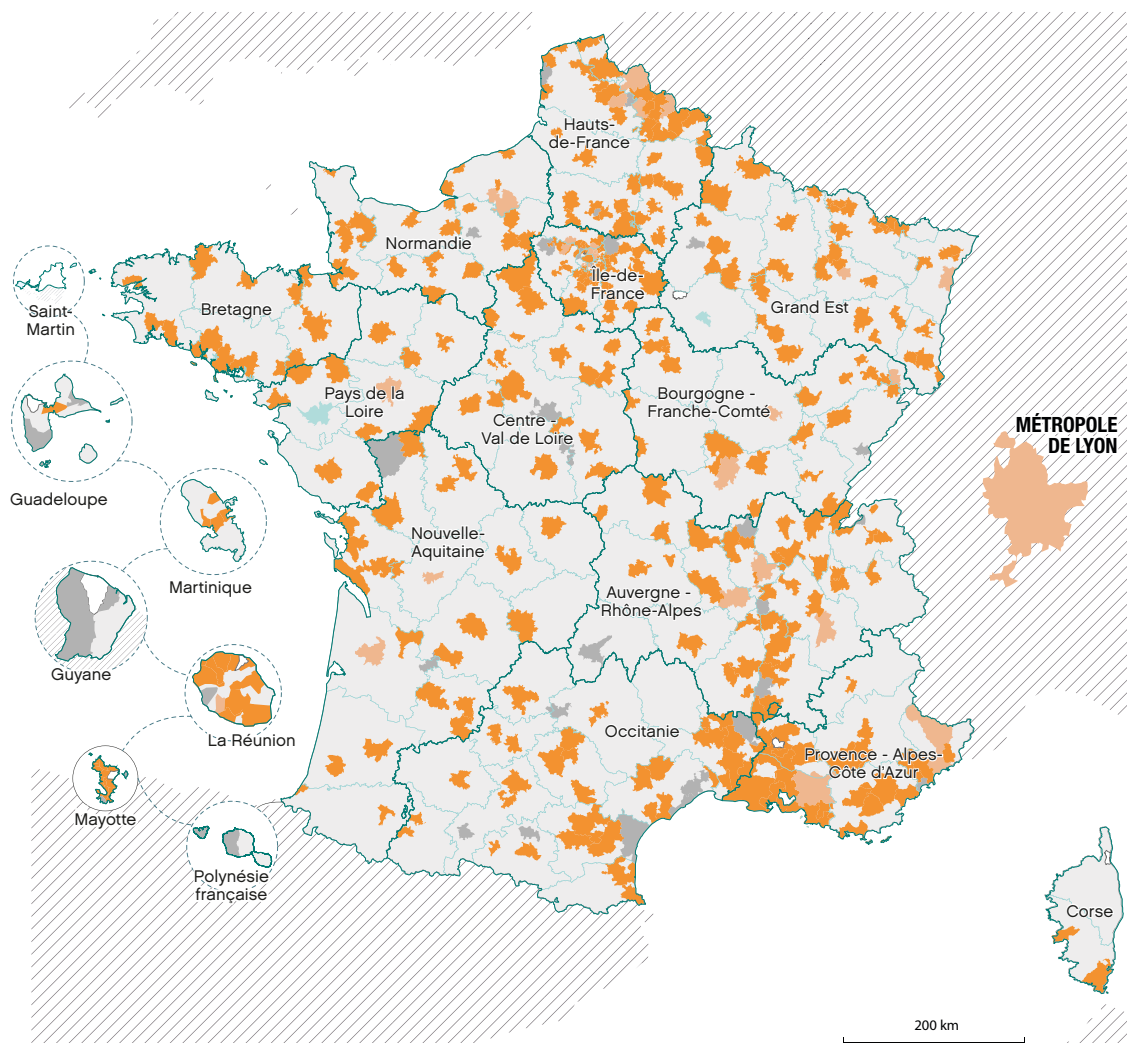 Hauts-
de-France
Normandie
Île-de-
France
Grand Est
Bretagne
Saint-
Martin
Pays de la
Loire
Bourgogne -
Franche-Comté
Centre -
Val de Loire
MÉTROPOLE
DE LYON
Guadeloupe
Nouvelle-
Aquitaine
Martinique
Auvergne -
Rhône-Alpes
Guyane
La Réunion
Occitanie
Provence - Alpes-
Côte d'Azur
Mayotte
Polynésie
française
Corse
200 km